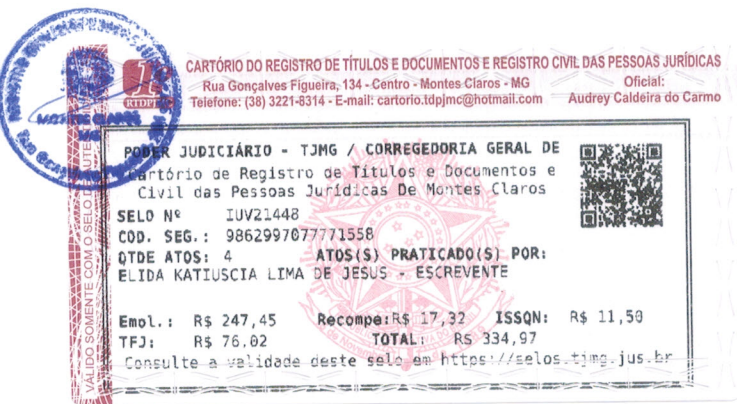 CARTÓRIO DO REGISTRO DE TÍTULOS E DOCUMENTOS E REGISTRO CIVIL DAS PESSOAS JURÍDICAS
Rua Gonçalves Figueira, 134 - Centro - Montes Claros - MG Oficial:
Telefone: (38) 3221-8314 - E-mail: cartorio.tdpjmc@hotmail.com Audrey Caldeira do Carmo
RTDPJ
PODER JUDICIÁRIO - TJMG / CORREGEDORIA GERAL DE
Cartório de Registro de Títulos e Documentos e
Civil das Pessoas Jurídicas De Montes Claros
SELO Nº IUV21448
COD. SEG.: 9862997077771558
QTDE ATOS: 4 ATOS(S) PRATICADO(S) POR:
ELIDA KATIUSCIA LIMA DE JESUS - ESCREVENTE
Emol.: R$ 247,45 Recompe:R$ 17,32 ISSQN: R$ 11,50
TFJ: R$ 76,02 TOTAL: R$ 334,97
Consulte a validade deste selo em https://selos.tjmg.jus.br
VÁLIDO SOMENTE COM O SELO DE
MONTES CLAROS
MG